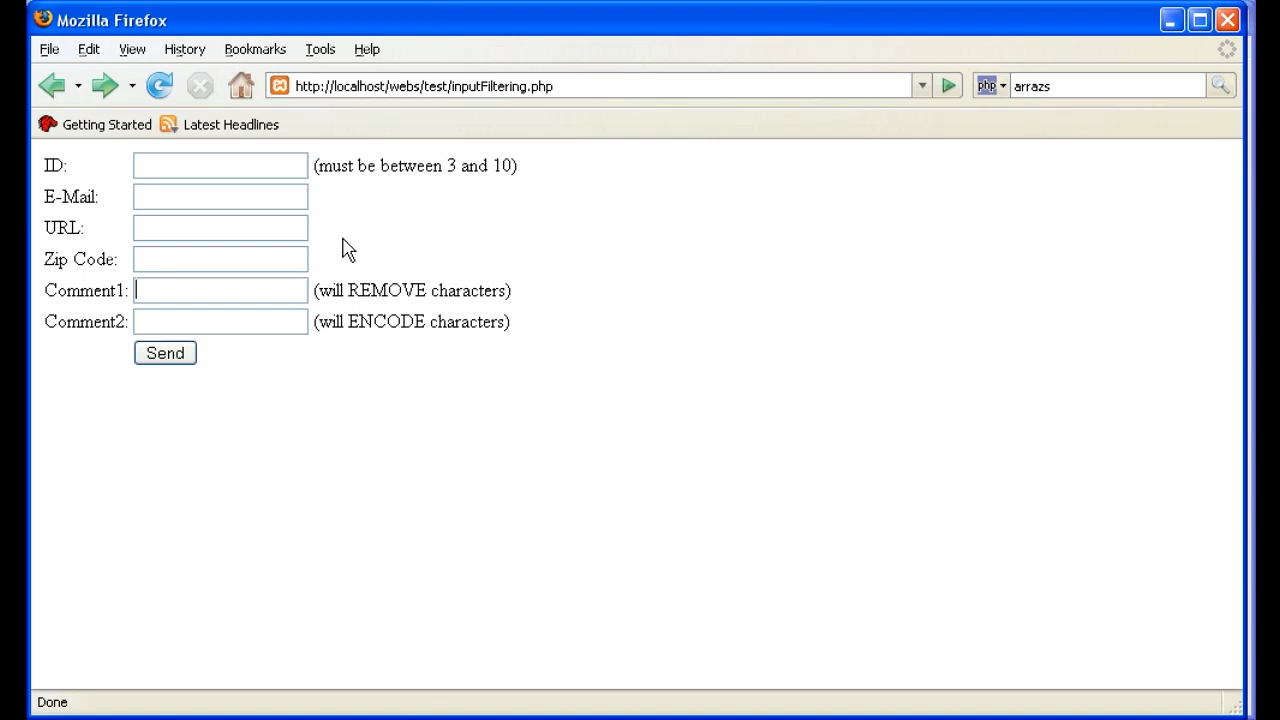 Mozilla Firefox
File Edit View History Bookmarks Tools Help
http://localhost/webs/test/inputFiltering.php php arrazs
Getting Started Latest Headlines
ID: (must be between 3 and 10)
E-Mail:
URL:
Zip Code:
Comment1: (will REMOVE characters)
Comment2: (will ENCODE characters)
Send
Done